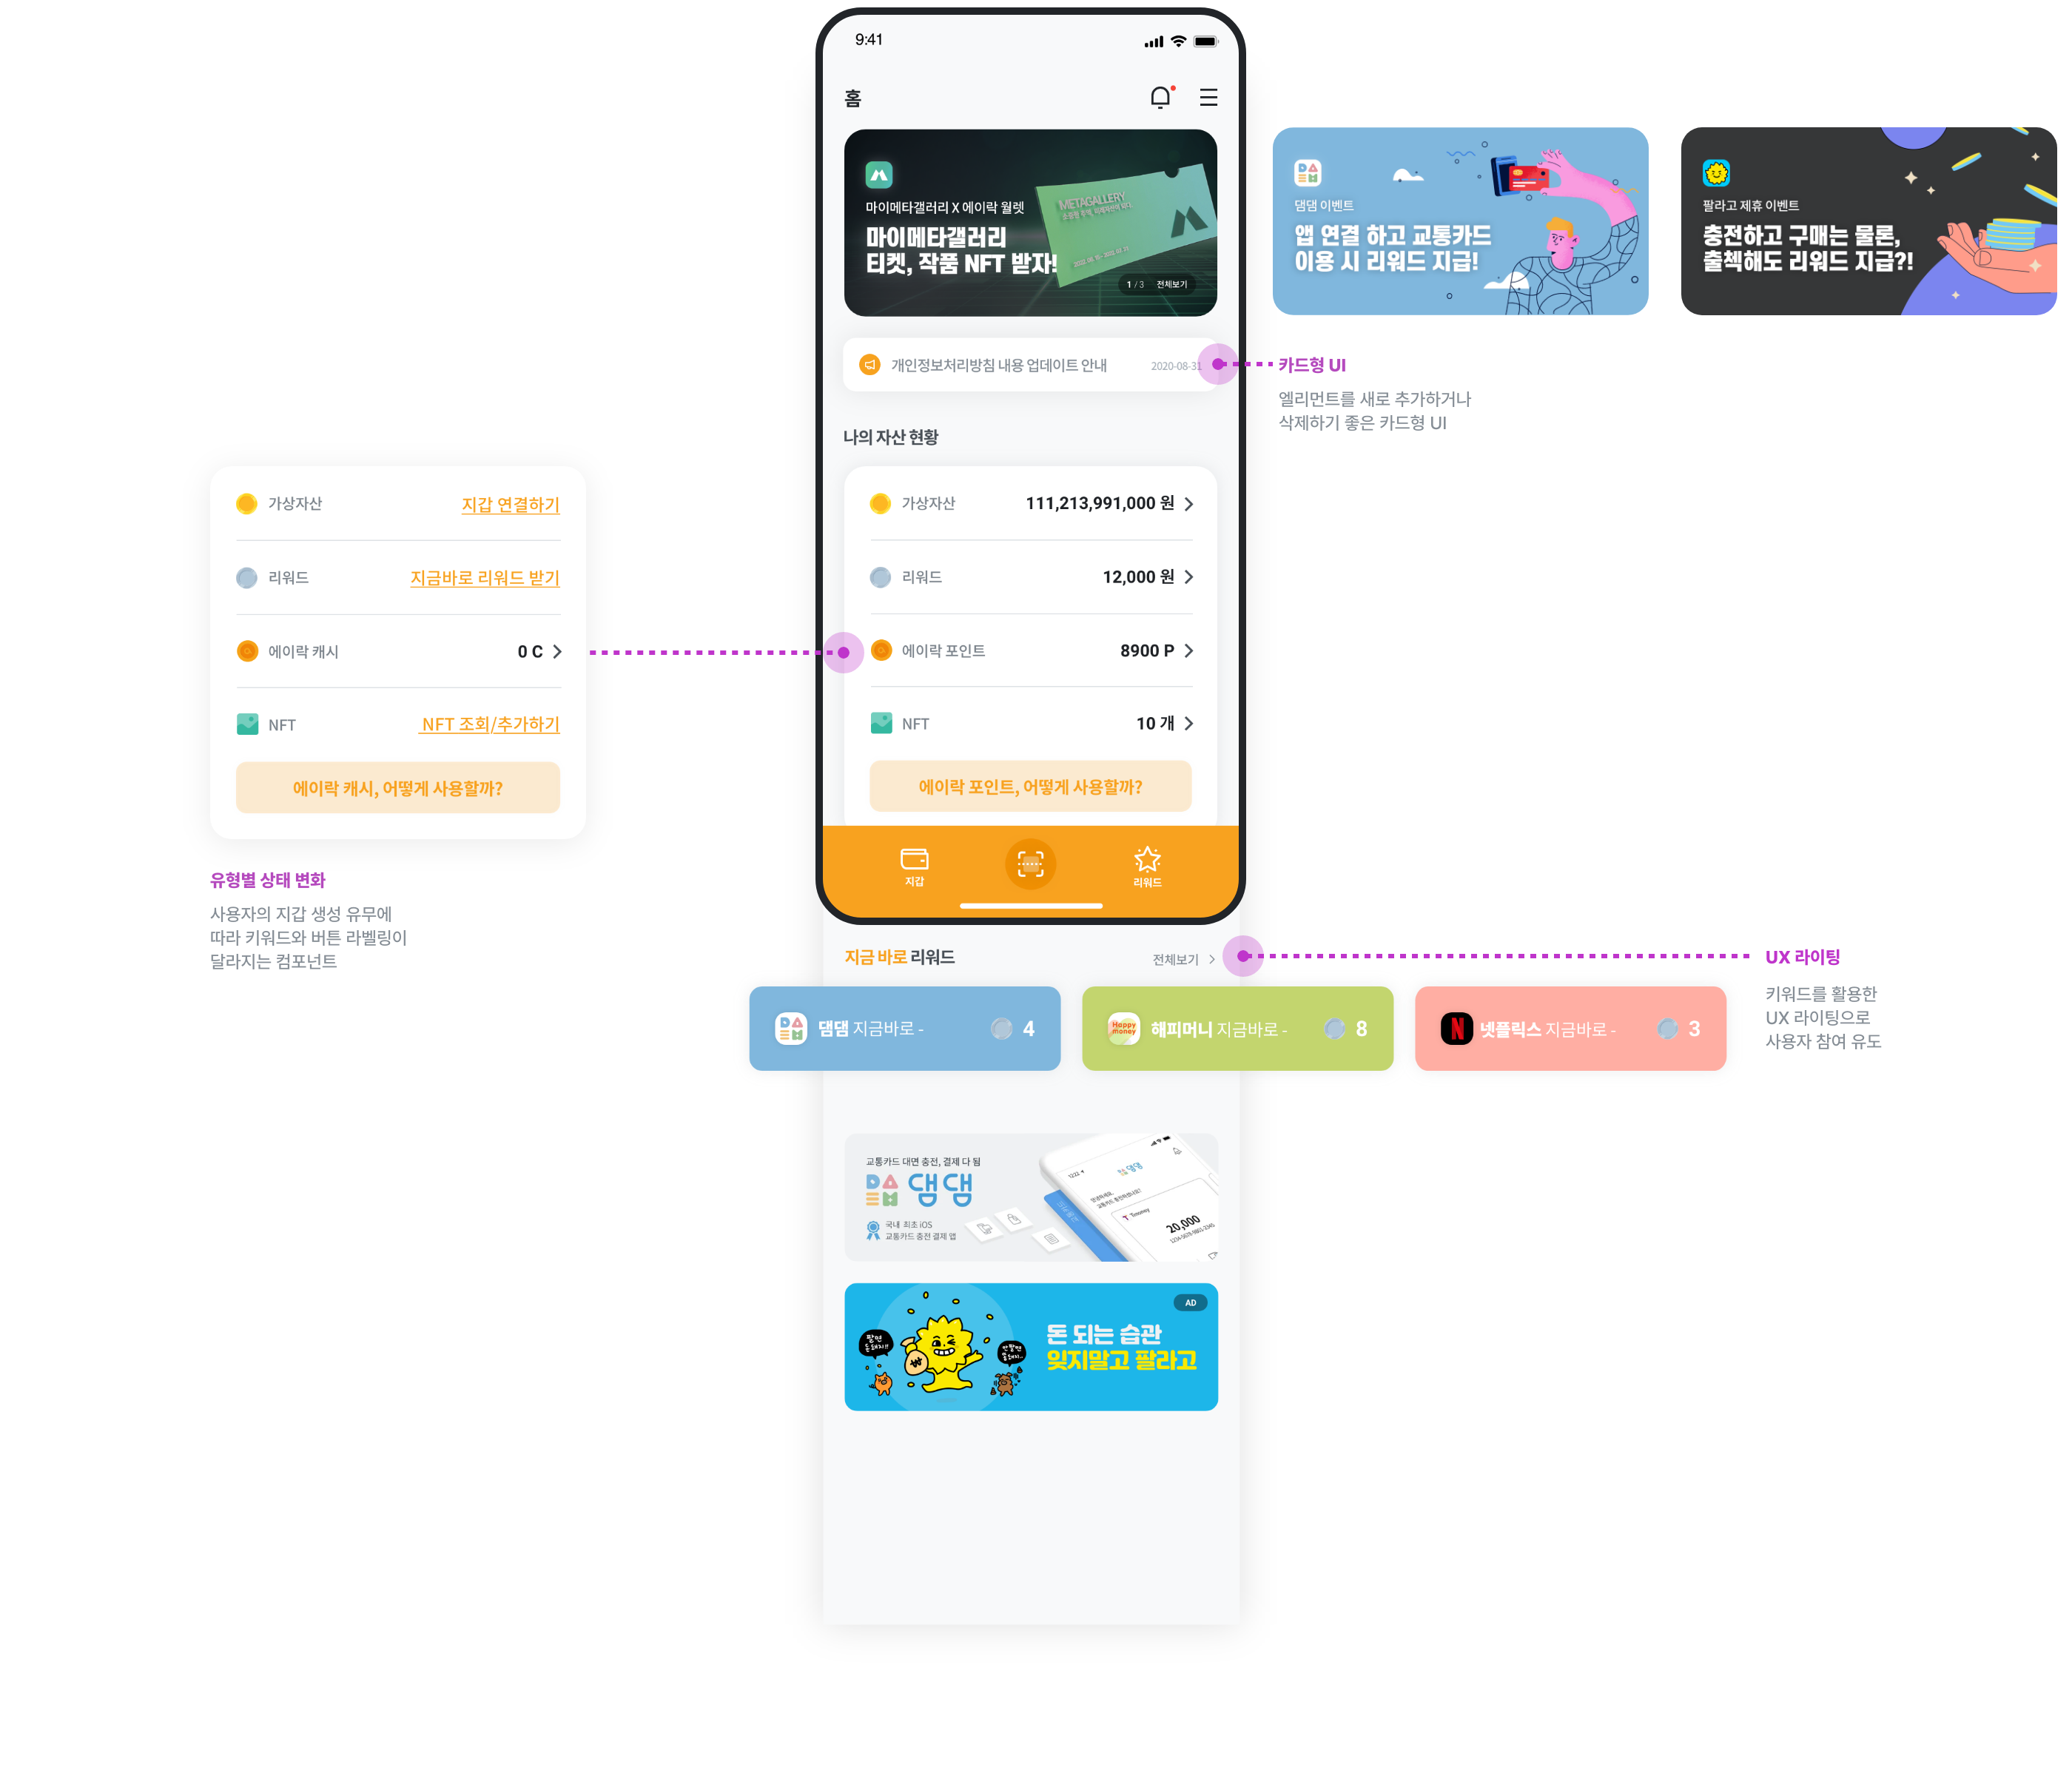 9:41
홈
마이메타갤러리 X 에이락 월렛
마이메타갤러리
티켓, 작품 NFT 받자!
METAGALLERY
1 / 3 전체보기
댐댐 이벤트
앱 연결 하고 교통카드
이용 시 리워드 지급!
팔라고 제휴 이벤트
충전하고 구매는 물론,
출첵해도 리워드 지급?!
개인정보처리방침 내용 업데이트 안내 2020-08-31
카드형 UI
엘리먼트를 새로 추가하거나
삭제하기 좋은 카드형 UI
나의 자산 현황
가상자산 지갑 연결하기
리워드 지금바로 리워드 받기
에이락 캐시 0 C
NFT NFT 조회/추가하기
에이락 캐시, 어떻게 사용할까?
가상자산 111,213,991,000 원
리워드 12,000 원
에이락 포인트 8900 P
NFT 10 개
에이락 포인트, 어떻게 사용할까?
지갑
리워드
유형별 상태 변화
사용자의 지갑 생성 유무에
따라 키워드와 버튼 라벨링이
달라지는 컴포넌트
지금 바로 리워드 전체보기
UX 라이팅
키워드를 활용한
UX 라이팅으로
사용자 참여 유도
댐댐 지금바로 - 4
Happy money
해피머니 지금바로 - 8
넷플릭스 지금바로 - 3
교통카드 대면 충전, 결제 다 됨
댐댐
국내 최초 iOS
교통카드 충전 결제 앱
댐댐
안녕하세요.
Tmoney
20,000
AD
돈 되는 습관
잊지말고 팔라고